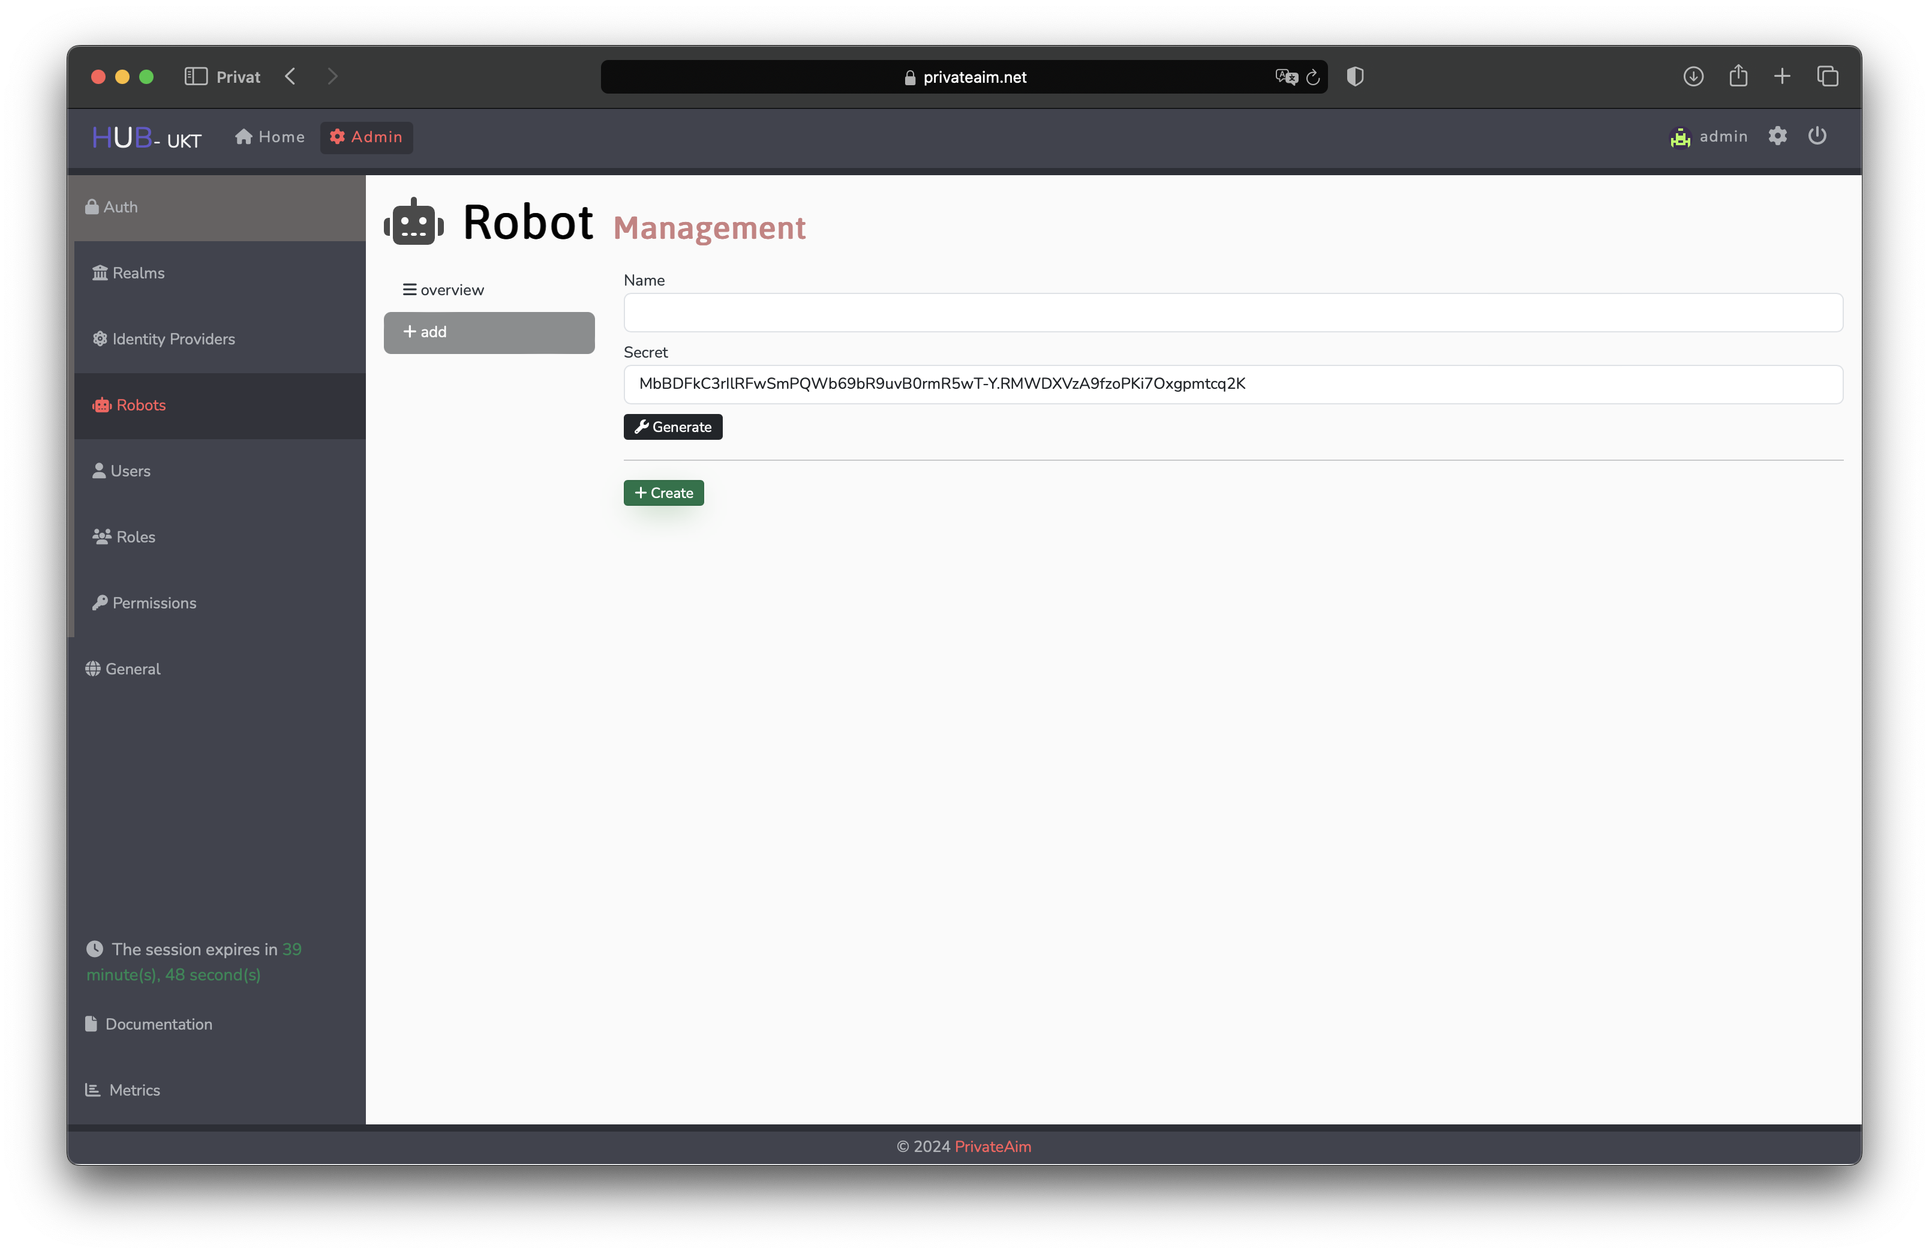 Privat
privateaim.net
HUB- UKT
Home
Admin
admin
Auth
Realms
Identity Providers
Robots
Users
Roles
Permissions
General
The session expires in 39
minute(s), 48 second(s)
Documentation
Metrics
Robot Management
overview
+ add
Name
Secret
MbBDFkC3rIlRFwSmPQWb69bR9uvB0rmR5wT-Y.RMWDXVzA9fzoPKi7Oxgpmtcq2K
Generate
+ Create
© 2024 PrivateAim